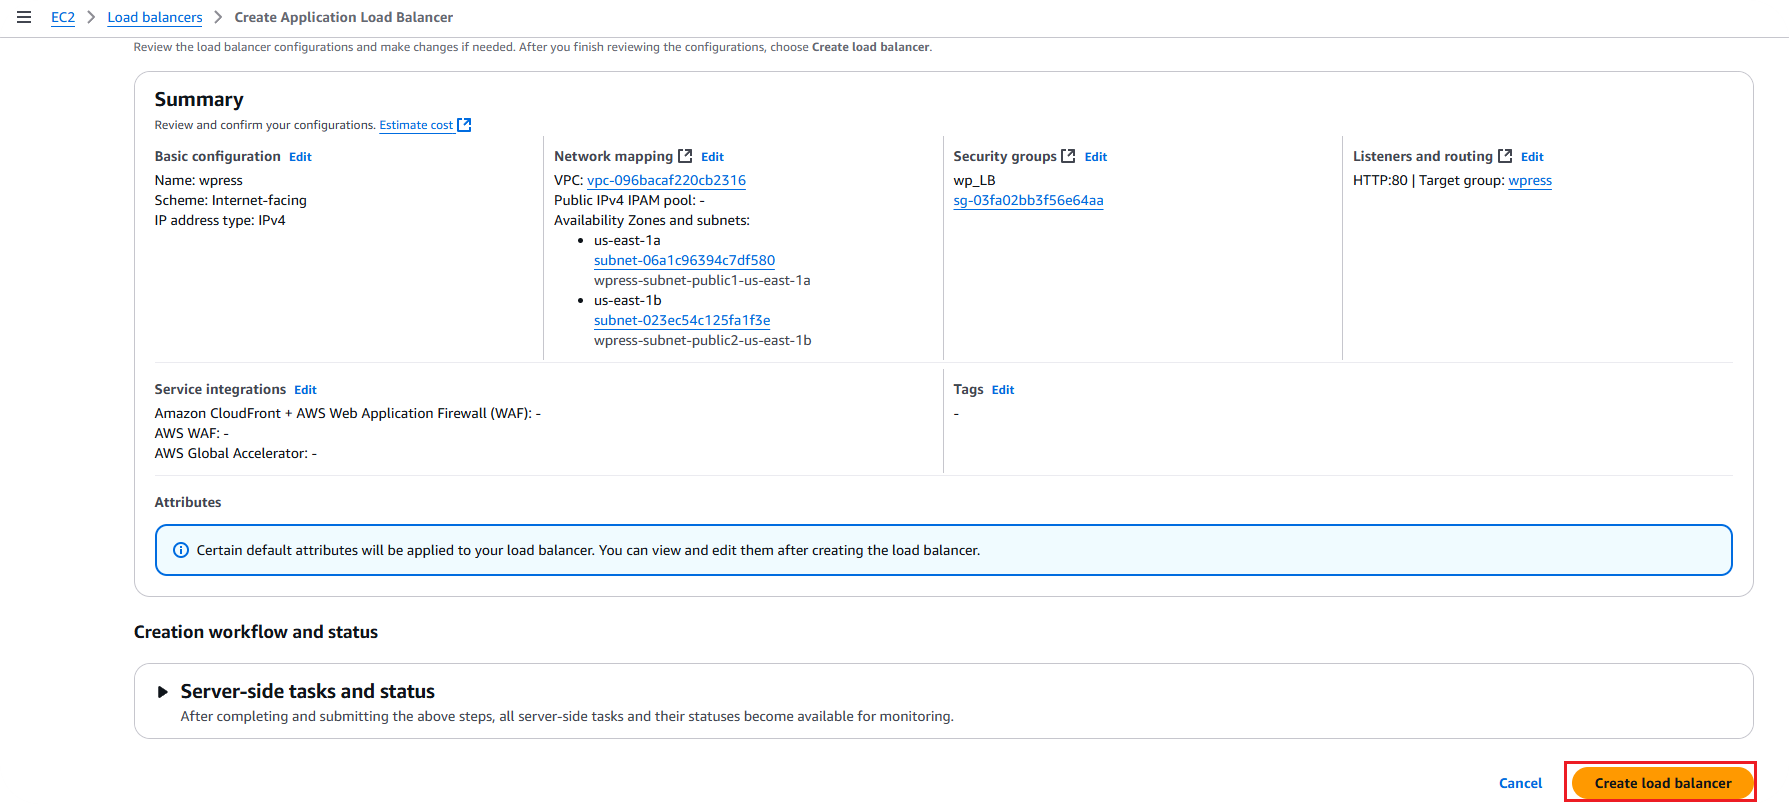 EC2 > Load balancers > Create Application Load Balancer
Review the load balancer configurations and make changes if needed. After you finish reviewing the configurations, choose Create load balancer.
Summary
Review and confirm your configurations. Estimate cost
Basic configuration Edit
Name: wpress
Scheme: Internet-facing
IP address type: IPv4
Network mapping Edit
VPC: vpc-096bacaf220cb2316
Public IPv4 IPAM pool: -
Availability Zones and subnets:
• us-east-1a
subnet-06a1c96394c7df580
wpress-subnet-public1-us-east-1a
• us-east-1b
subnet-023ec54c125fa1f3e
wpress-subnet-public2-us-east-1b
Security groups Edit
wp_LB
sg-03fa02bb3f56e64aa
Listeners and routing Edit
HTTP:80 | Target group: wpress
Service integrations Edit
Amazon CloudFront + AWS Web Application Firewall (WAF): -
AWS WAF: -
AWS Global Accelerator: -
Tags Edit
-
Attributes
Certain default attributes will be applied to your load balancer. You can view and edit them after creating the load balancer.
Creation workflow and status
Server-side tasks and status
After completing and submitting the above steps, all server-side tasks and their statuses become available for monitoring.
Cancel
Create load balancer